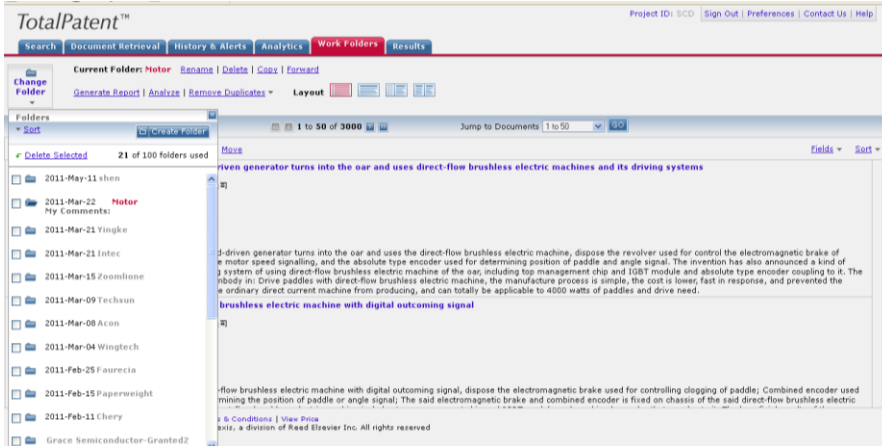 TotalPatent™
Project ID: SCD Sign Out | Preferences | Contact Us | Help
Search Document Retrieval History & Alerts Analytics Work Folders Results
Change Folder
Current Folder: Motor Rename | Delete | Copy | Forward
Generate Report | Analyze | Remove Duplicates Layout
Folders
Sort Create Folder
1 to 50 of 3000 Jump to Documents 1 to 50 GO
Delete Selected 21 of 100 folders used
Move Fields Sort
2011-May-11 shen
2011-Mar-22 Motor
My Comments:
2011-Mar-21 Yingke
2011-Mar-21 Intec
2011-Mar-15 Zoomlione
2011-Mar-09 Techsun
2011-Mar-08 Acon
2011-Mar-04 Wingtech
2011-Feb-25 Faurecia
2011-Feb-15 Paperweight
2011-Feb-11 Chery
Grace Semiconductor-Granted2
riven generator turns into the oar and uses direct-flow brushless electric machines and its driving systems
d-driven generator turns into the oar and uses the direct-flow brushless electric machine, dispose the revolver used for control the electromagnetic brake of
e motor speed signalling, and the absolute type encoder used for determining position of paddle and angle signal. The invention has also announced a kind of
g system of using direct-flow brushless electric machine of the oar, including top management chip and IGBT module and absolute type encoder coupling to it. The
mbody in: Drive paddles with direct-flow brushless electric machine, the manufacture process is simple, the cost is lower, fast in response, and prevented the
e ordinary direct current machine from producing, and can totally be applicable to 4000 watts of paddles and drive need.
brushless electric machine with digital outcoming signal
-flow brushless electric machine with digital outcoming signal, dispose the electromagnetic brake used for controlling clogging of paddle; Combined encoder used
rmining the position of paddle or angle signal; The said electromagnetic brake and combined encoder is fixed on chassis of the said direct-flow brushless electric
s & Conditions | View Price
exis, a division of Reed Elsevier Inc. All rights reserved